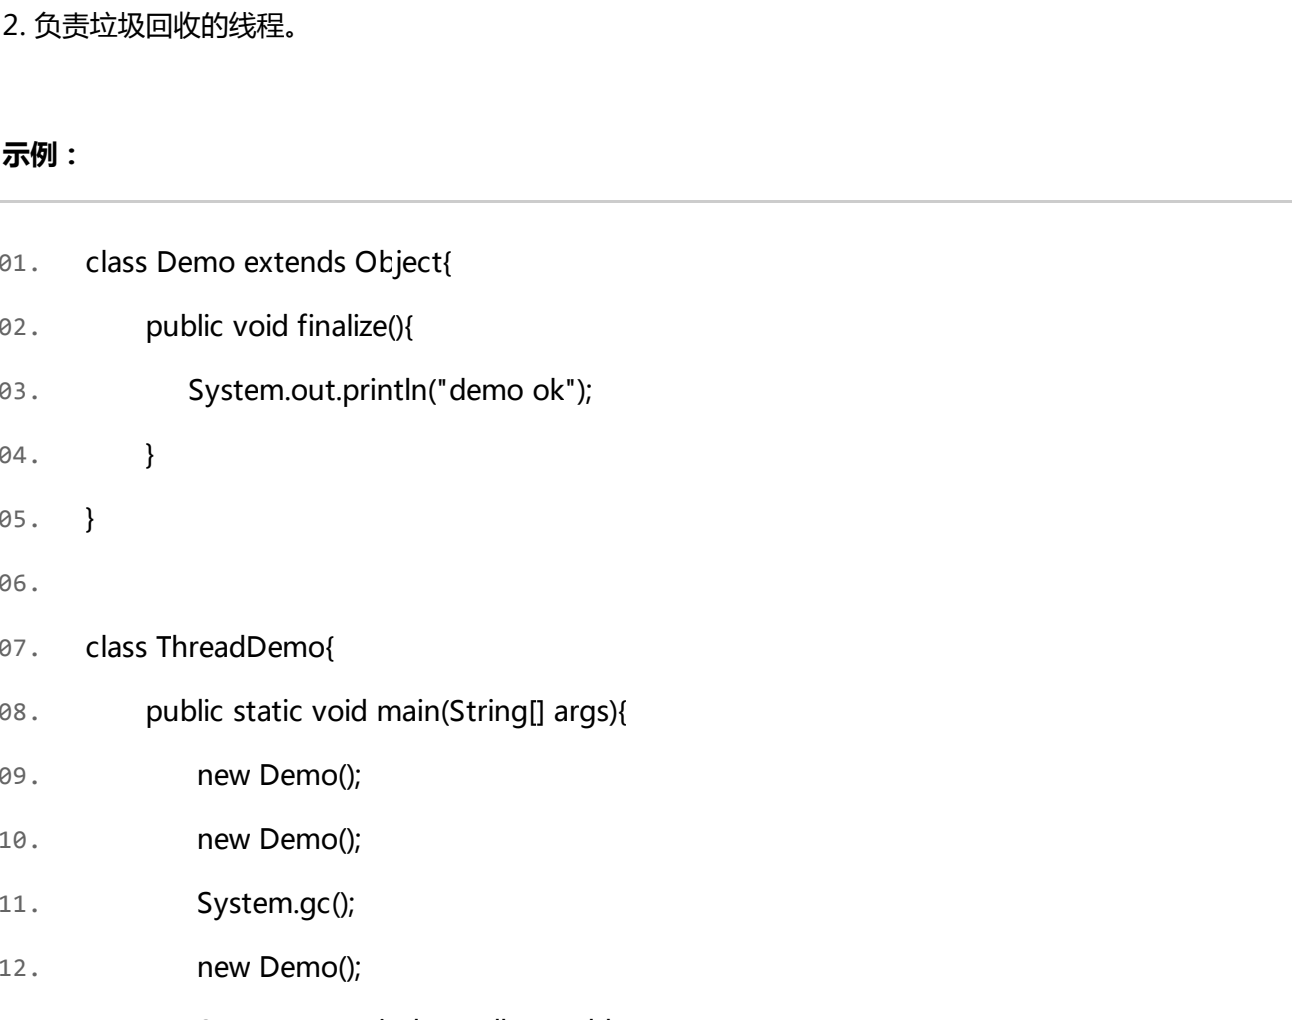 2. 负责垃圾回收的线程。
示例：
01. class Demo extends Object{
02. public void finalize(){
03. System.out.println("demo ok");
04. }
05. }
06.
07. class ThreadDemo{
08. public static void main(String[] args){
09. new Demo();
10. new Demo();
11. System.gc();
12. new Demo();